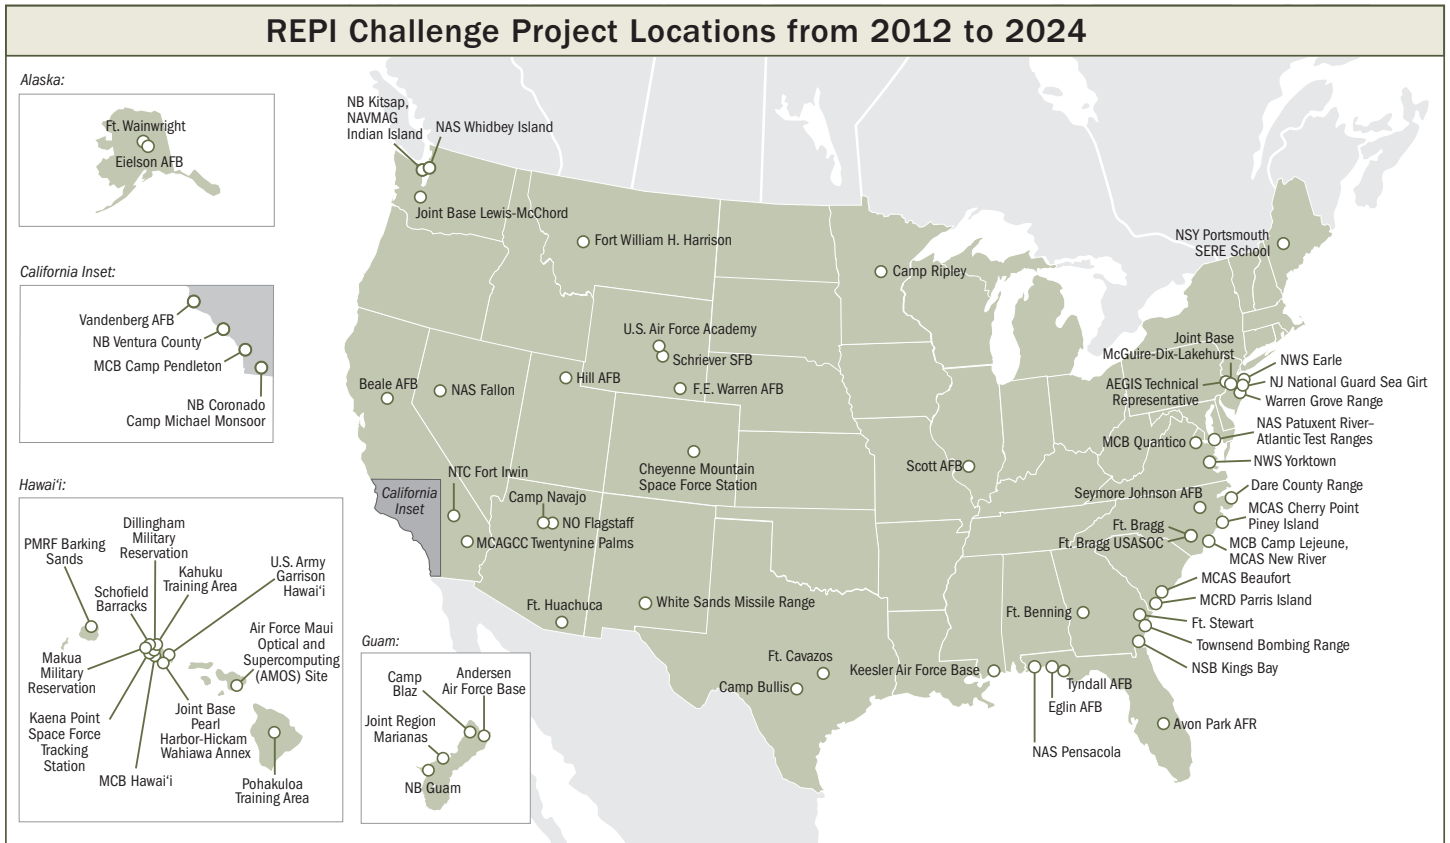 REPI Challenge Project Locations from 2012 to 2024
Alaska:
Ft. Wainwright
Eielson AFB
California Inset:
Vandenberg AFB
NB Ventura County
MCB Camp Pendleton
NB Coronado
Camp Michael Monsoor
Hawai‘i:
Dillingham
Military
Reservation
PMRF Barking
Sands
Kahuku
Training Area
U.S. Army
Garrison
Hawai‘i
Schofield
Barracks
Air Force Maui
Optical and
Supercomputing
(AMOS) Site
Makua
Military
Reservation
Kaena Point
Space Force
Tracking
Station
Joint Base
Pearl
Harbor-Hickam
Wahiawa Annex
MCB Hawai‘i
Pohakuloa
Training Area
Guam:
Camp
Blaz
Andersen
Air Force Base
Joint Region
Marianas
NB Guam
NB Kitsap,
NAVMAG
Indian Island
NAS Whidbey Island
Joint Base Lewis-McChord
Fort William H. Harrison
Camp Ripley
NSY Portsmouth
SERE School
U.S. Air Force Academy
Schriever SFB
F.E. Warren AFB
Hill AFB
Beale AFB
NAS Fallon
Cheyenne Mountain
Space Force Station
Scott AFB
NTC Fort Irwin
California
Inset
Camp Navajo
NO Flagstaff
MCAGCC Twentynine Palms
Ft. Huachuca
White Sands Missile Range
Ft. Cavazos
Camp Bullis
Joint Base
McGuire-Dix-Lakehurst
AEGIS Technical
Representative
NWS Earle
NJ National Guard Sea Girt
Warren Grove Range
NAS Patuxent River–
Atlantic Test Ranges
MCB Quantico
NWS Yorktown
Dare County Range
Seymore Johnson AFB
MCAS Cherry Point
Piney Island
Ft. Bragg
Ft. Bragg USASOC
MCB Camp Lejeune,
MCAS New River
MCAS Beaufort
MCRD Parris Island
Ft. Benning
Ft. Stewart
Townsend Bombing Range
NSB Kings Bay
Keesler Air Force Base
Tyndall AFB
Eglin AFB
NAS Pensacola
Avon Park AFR